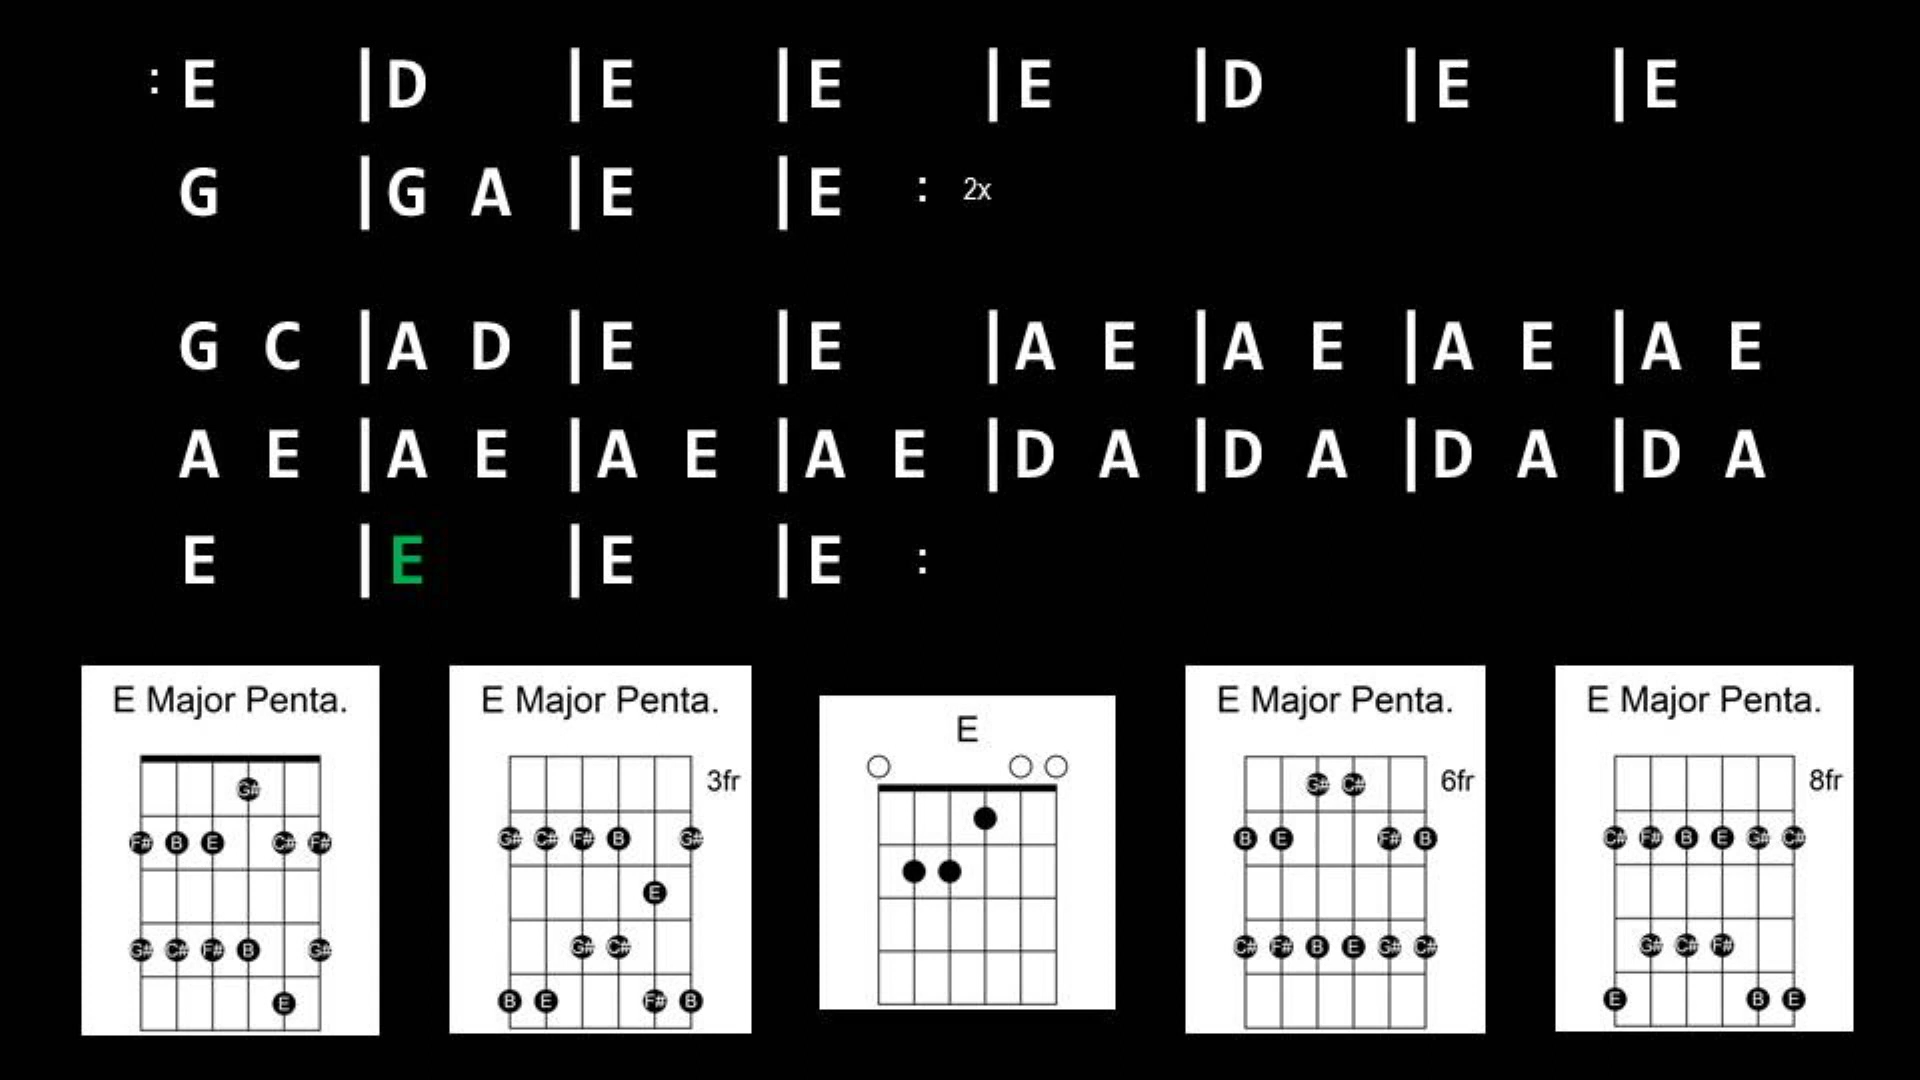 : E | D | E | E | E | D | E | E
G | G A | E | E : 2x
G C | A D | E | E | A E | A E | A E | A E
A E | A E | A E | A E | D A | D A | D A | D A
E | E | E | E :
E Major Penta.
G#
F# B E C# F#
G# C# F# B G#
E
E Major Penta.
3fr
G# C# F# B G#
E
G# C#
B E F# B
E
E Major Penta.
6fr
G# C#
B E F# B
C# F# B E G# C#
E Major Penta.
8fr
C# F# B E G# C#
G# C# F#
E B E